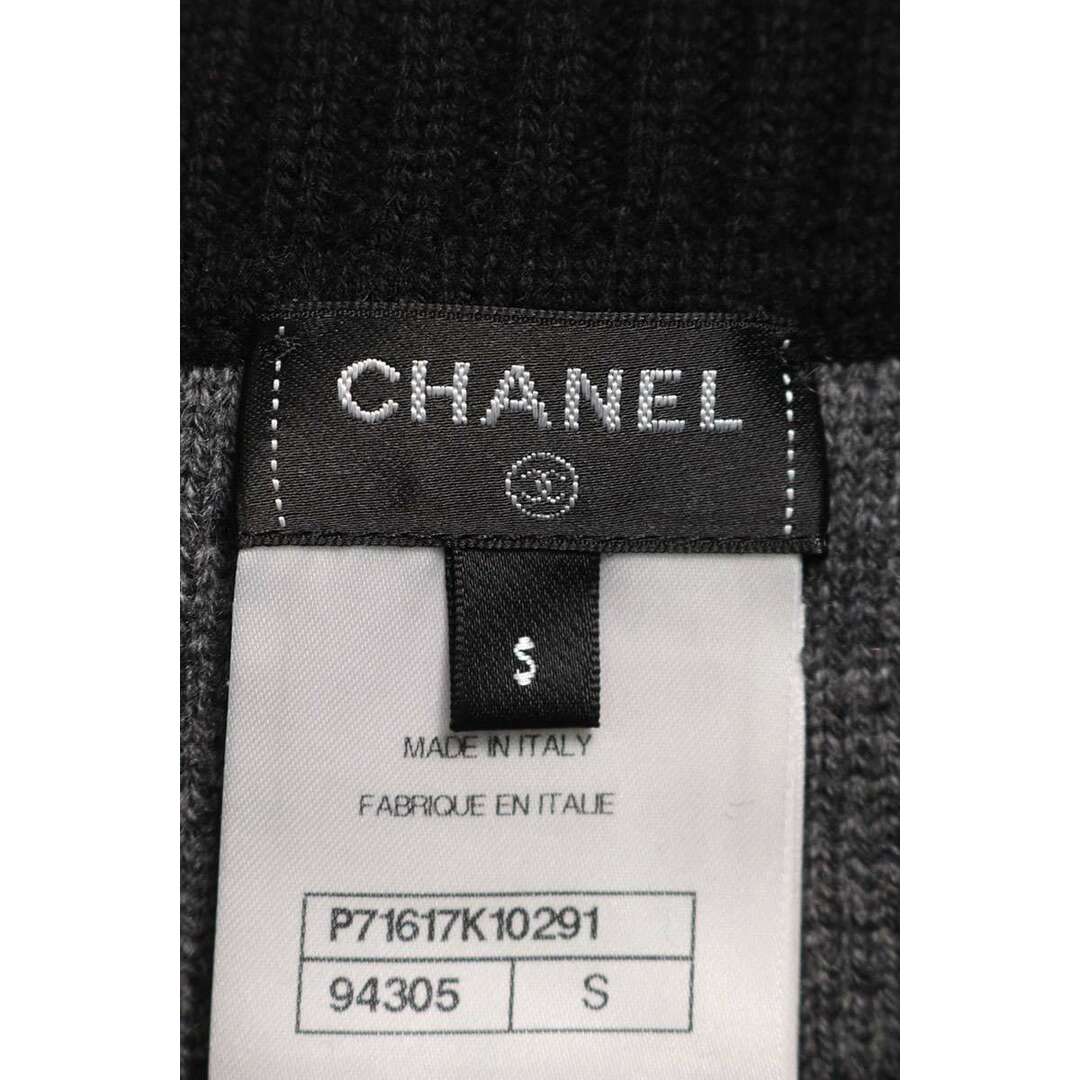 CHANEL
S
MADE IN ITALY
FABRIQUE EN ITALIE
P71617K10291
94305 S